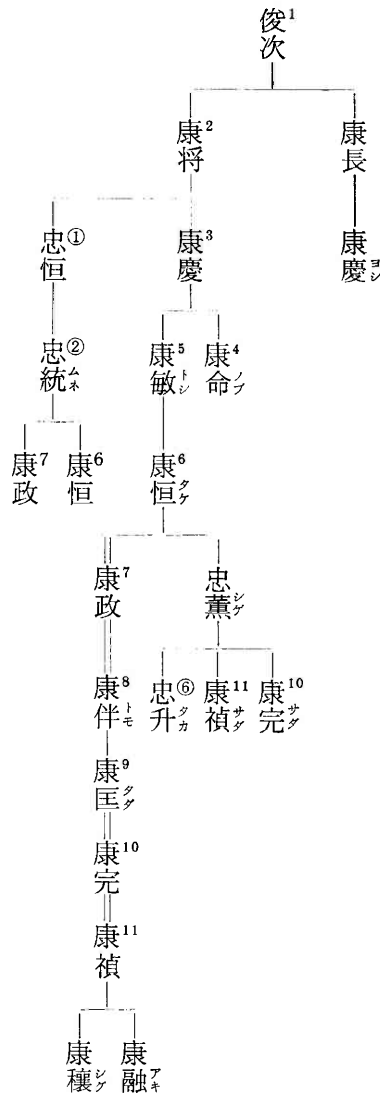 俊次1
康長
康慶ヨシ
康将2
康慶3
忠恒①
忠統②ムネ
康恒6
康政7
康命4ノブ
康敏5トシ
康恒6タケ
忠薫シゲ
康完10サダ
康禎11サダ
忠升⑥タカ
康政7
康伴8トモ
康匡9タダ
康完10
康禎11
康融アキ
康穰シゲ